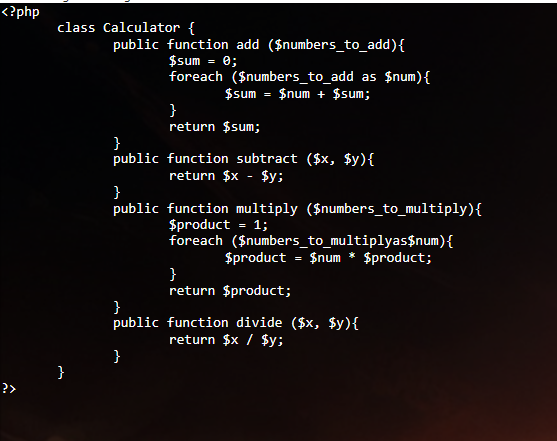 <?php
class Calculator {
public function add ($numbers_to_add){
$sum = 0;
foreach ($numbers_to_add as $num){
$sum = $num + $sum;
}
return $sum;
}
public function subtract ($x, $y){
return $x - $y;
}
public function multiply ($numbers_to_multiply){
$product = 1;
foreach ($numbers_to_multiplyas$num){
$product = $num * $product;
}
return $product;
}
public function divide ($x, $y){
return $x / $y;
}
}
?>